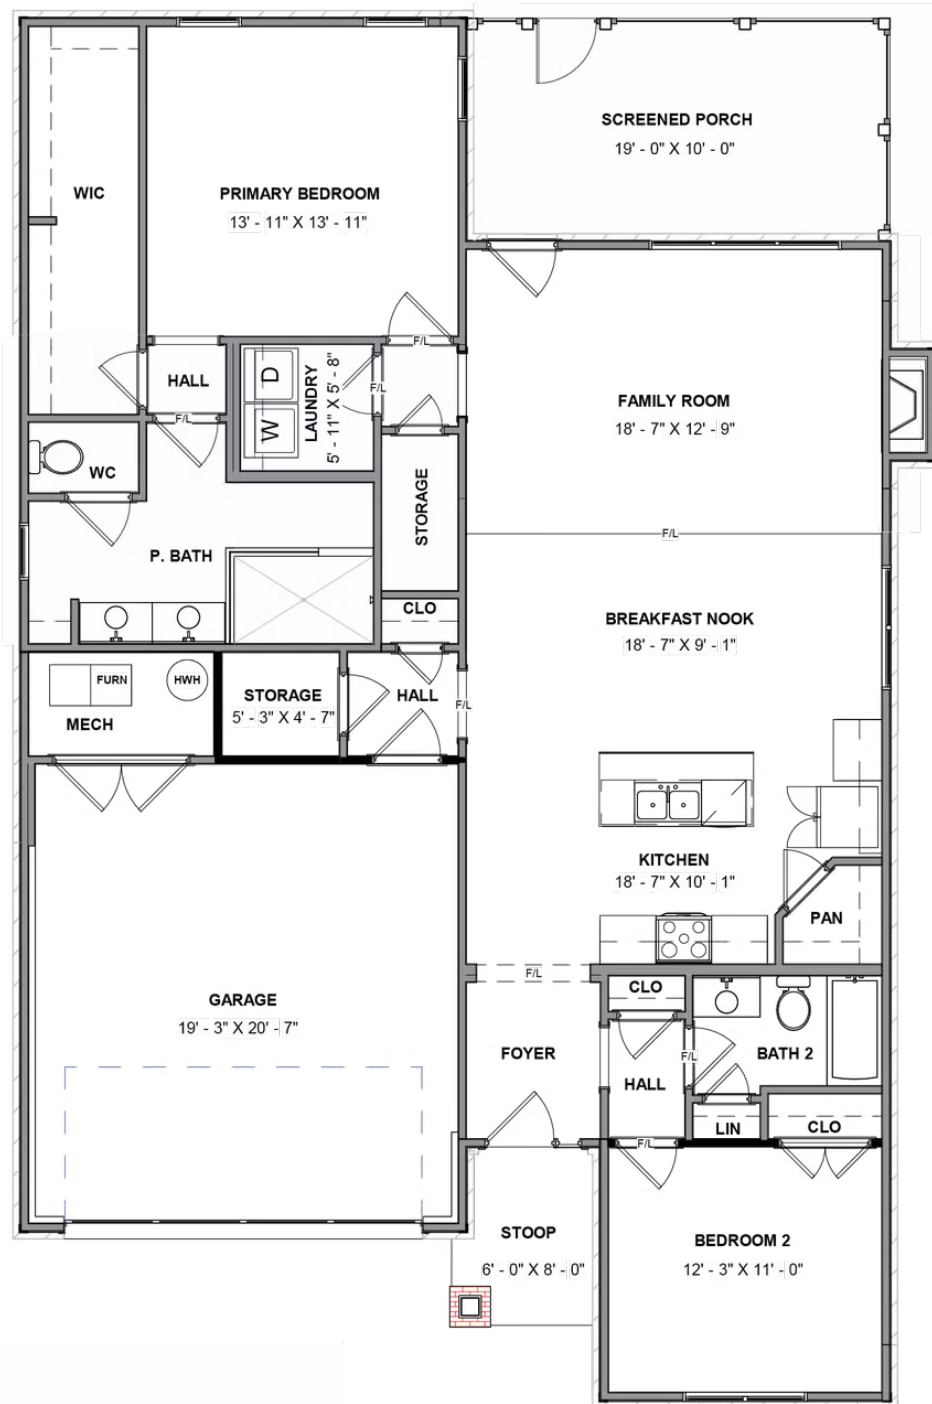 SCREENED PORCH
19' - 0" X 10' - 0"
WIC
PRIMARY BEDROOM
13' - 11" X 13' - 11"
F/L
HALL
D
W
LAUNDRY
5' - 11" X 5' - 8"
F/L
F/L
FAMILY ROOM
18' - 7" X 12' - 9"
WC
STORAGE
P. BATH
F/L
CLO
BREAKFAST NOOK
18' - 7" X 9' - 1"
FURN
HWH
MECH
STORAGE
5' - 3" X 4' - 7"
HALL
F/L
KITCHEN
18' - 7" X 10' - 1"
PAN
F/L
CLO
GARAGE
19' - 3" X 20' - 7"
FOYER
F/L
BATH 2
HALL
LIN
CLO
F/L
STOOP
6' - 0" X 8' - 0"
BEDROOM 2
12' - 3" X 11' - 0"